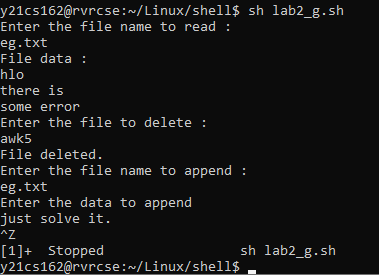 y21cs162@rvrcse:~/Linux/shell$ sh lab2_g.sh
Enter the file name to read :
eg.txt
File data :
hlo
there is
some error
Enter the file to delete :
awk5
File deleted.
Enter the file name to append :
eg.txt
Enter the data to append
just solve it.
^Z
[1]+  Stopped                 sh lab2_g.sh
y21cs162@rvrcse:~/Linux/shell$